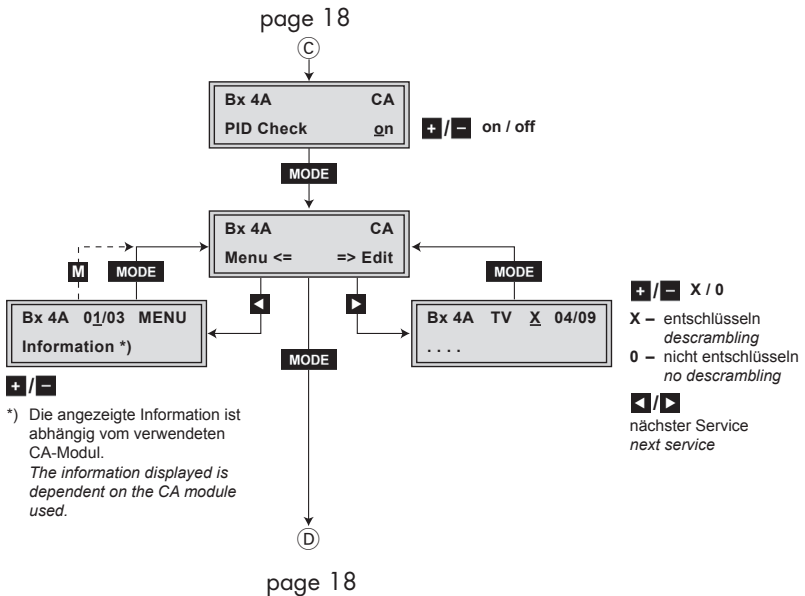 page 18
C
Bx 4A CA
PID Check on
+/− on / off
MODE
Bx 4A CA
Menu <= => Edit
M
MODE
MODE
◄
►
Bx 4A 01/03 MENU
Information *)
MODE
Bx 4A TV X 04/09
. . . .
+/−
*) Die angezeigte Information ist
abhängig vom verwendeten
CA-Modul.
The information displayed is
dependent on the CA module
used.
+/− X / 0
X – entschlüsseln
descrambling
0 – nicht entschlüsseln
no descrambling
◄/►
nächster Service
next service
D
page 18